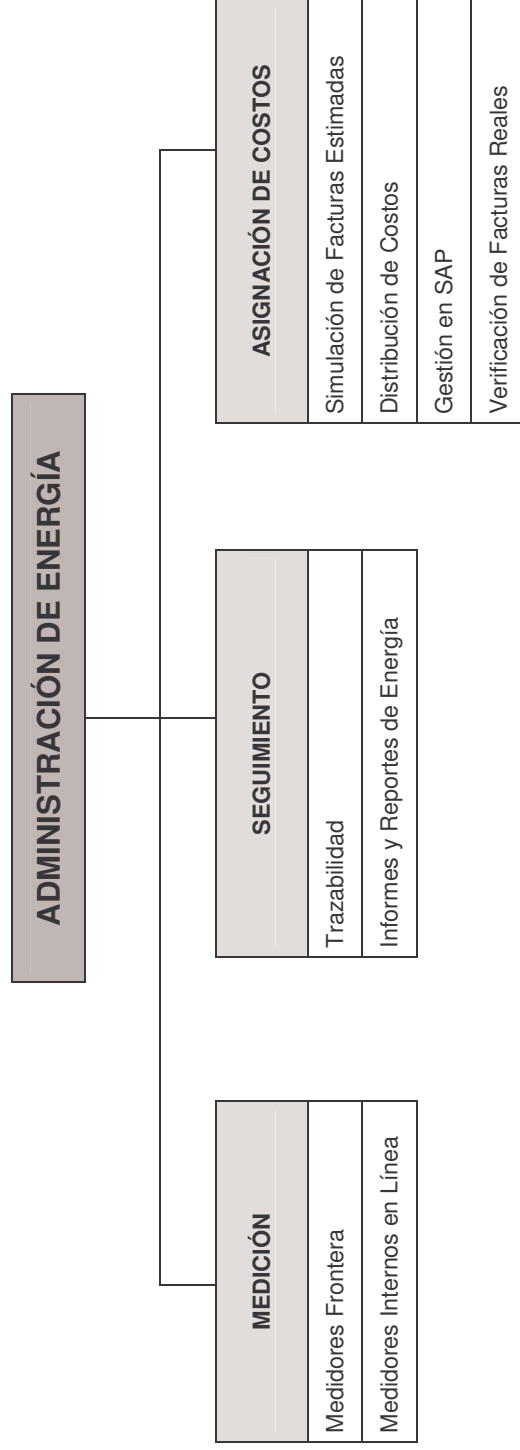 ADMINISTRACIÓN DE ENERGÍA
MEDICIÓN
Medidores Frontera
Medidores Internos en Línea
SEGUIMIENTO
Trazabilidad
Informes y Reportes de Energía
ASIGNACIÓN DE COSTOS
Simulación de Facturas Estimadas
Distribución de Costos
Gestión en SAP
Verificación de Facturas Reales